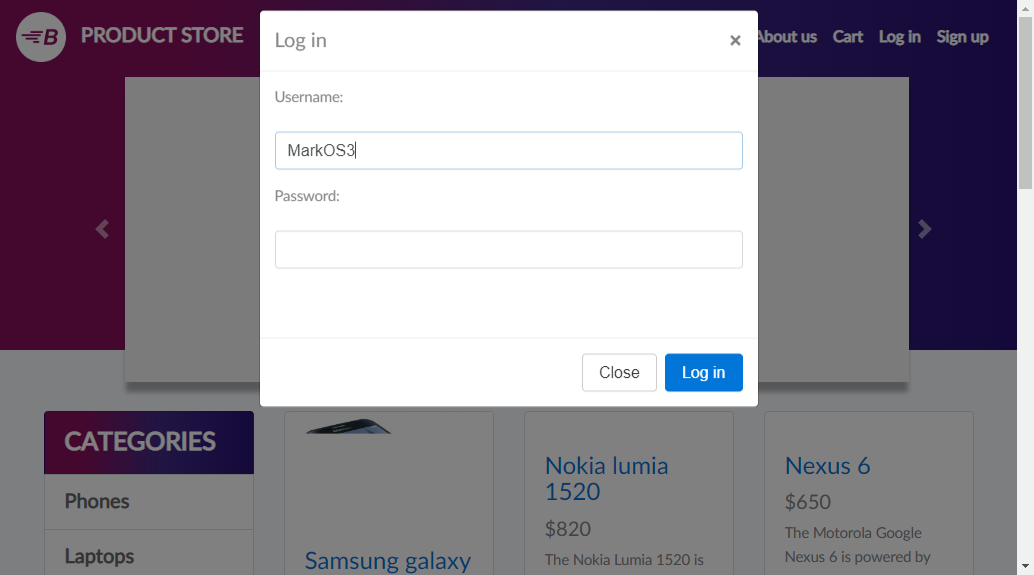 B PRODUCT STORE
About us Cart Log in Sign up
Log in ×
Username:
MarkOS3
Password:
Close Log in
CATEGORIES
Phones
Laptops
Samsung galaxy
Nokia lumia
1520
$820
The Nokia Lumia 1520 is
Nexus 6
$650
The Motorola Google
Nexus 6 is powered by